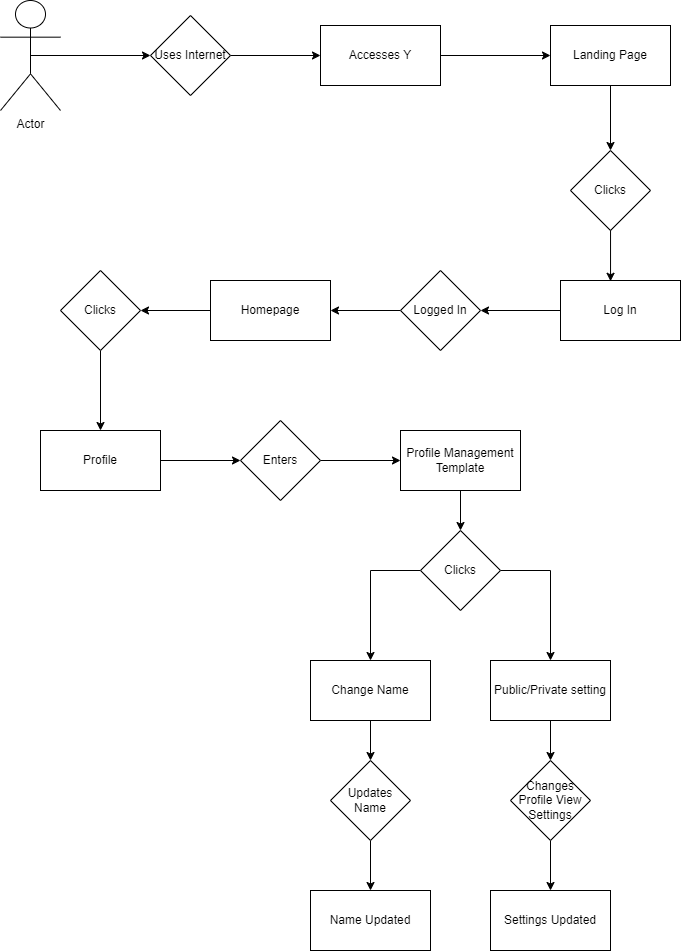 Uses Internet
Accesses Y
Landing Page
Actor
Clicks
Clicks
Homepage
Logged In
Log In
Profile
Enters
Profile Management
Template
Clicks
Change Name
Public/Private setting
Updates
Name
Changes
Profile View
Settings
Name Updated
Settings Updated